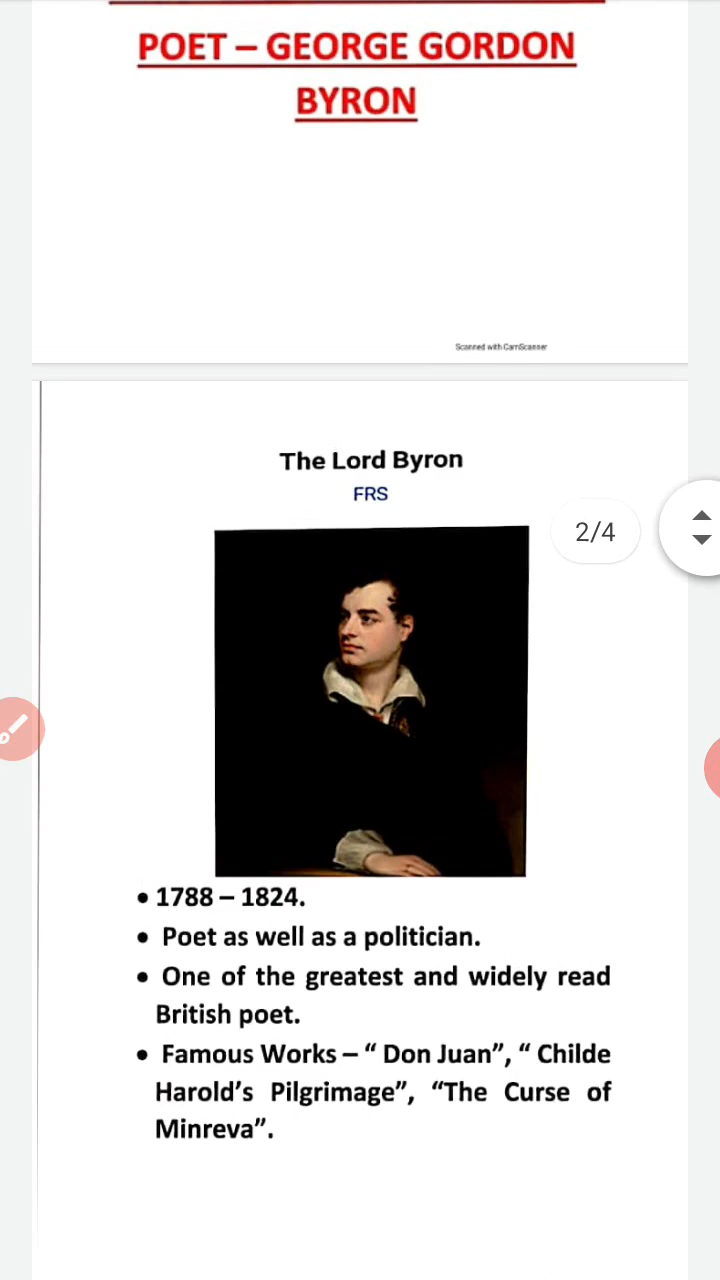 POET – GEORGE GORDON
BYRON
Scanned with CamScanner
The Lord Byron
FRS
2/4
• 1788 – 1824.
• Poet as well as a politician.
• One of the greatest and widely read
British poet.
• Famous Works – “ Don Juan”, “ Childe
Harold’s Pilgrimage”, “The Curse of
Minreva”.